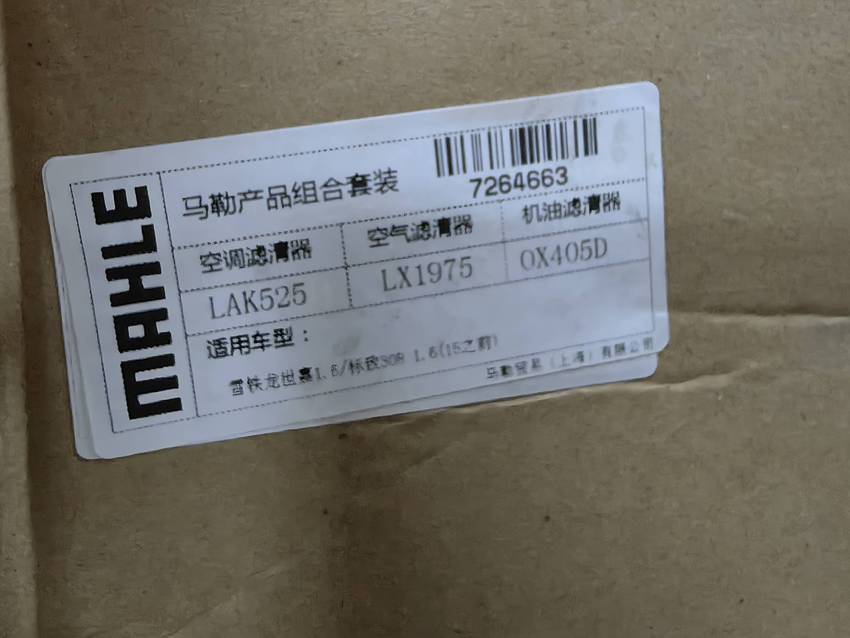 MAHLE
马勒产品组合套装
7264663
空调滤清器 空气滤清器 机油滤清器
LAK525 LX1975 OX405D
适用车型：
雪铁龙世嘉1.6/标致308 1.6(15之前)
马勒贸易（上海）有限公司